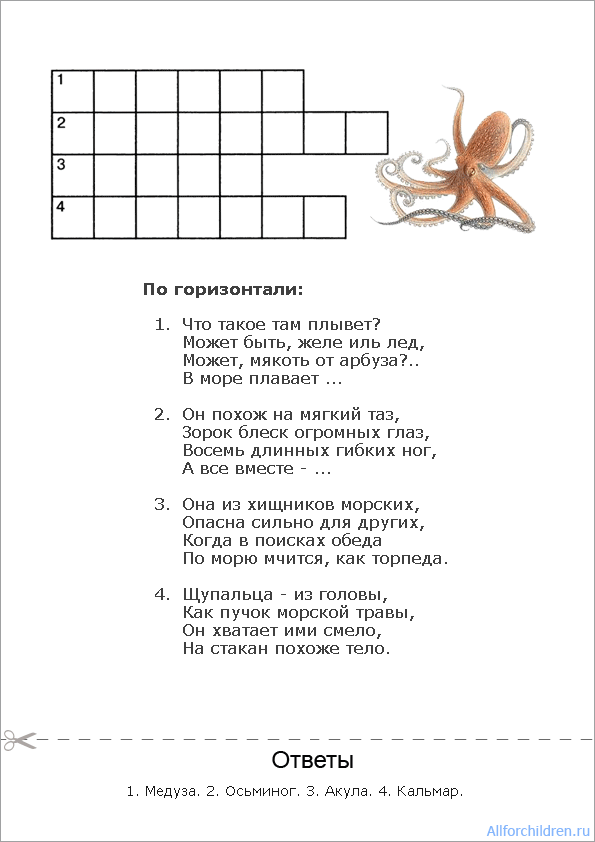 1
2
3
4
По горизонтали:
1. Что такое там плывет?
Может быть, желе иль лед,
Может, мякоть от арбуза?..
В море плавает ...
2. Он похож на мягкий таз,
Зорок блеск огромных глаз,
Восемь длинных гибких ног,
А все вместе - ...
3. Она из хищников морских,
Опасна сильно для других,
Когда в поисках обеда
По морю мчится, как торпеда.
4. Щупальца - из головы,
Как пучок морской травы,
Он хватает ими смело,
На стакан похоже тело.
Ответы
1. Медуза. 2. Осьминог. 3. Акула. 4. Кальмар.
Allforchildren.ru